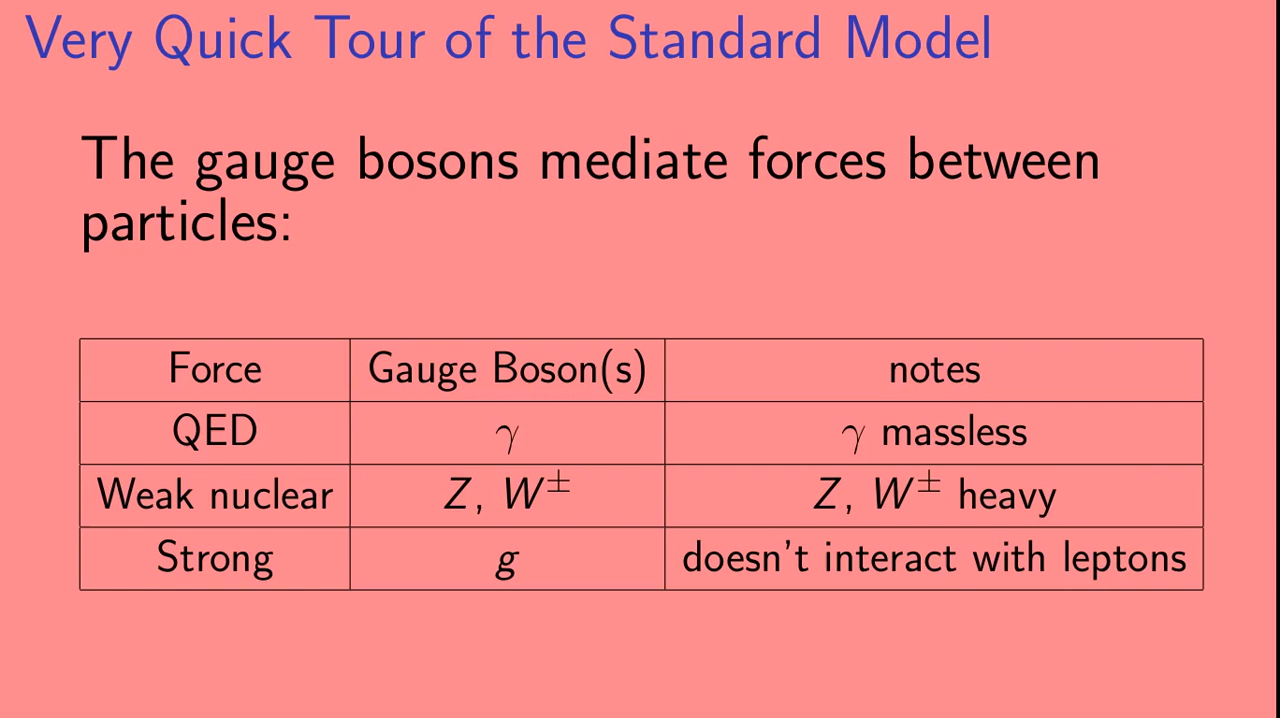 Very Quick Tour of the Standard Model
The gauge bosons mediate forces between
particles:
Force Gauge Boson(s) notes
QED γ γ massless
Weak nuclear Z, W± Z, W± heavy
Strong g doesn't interact with leptons